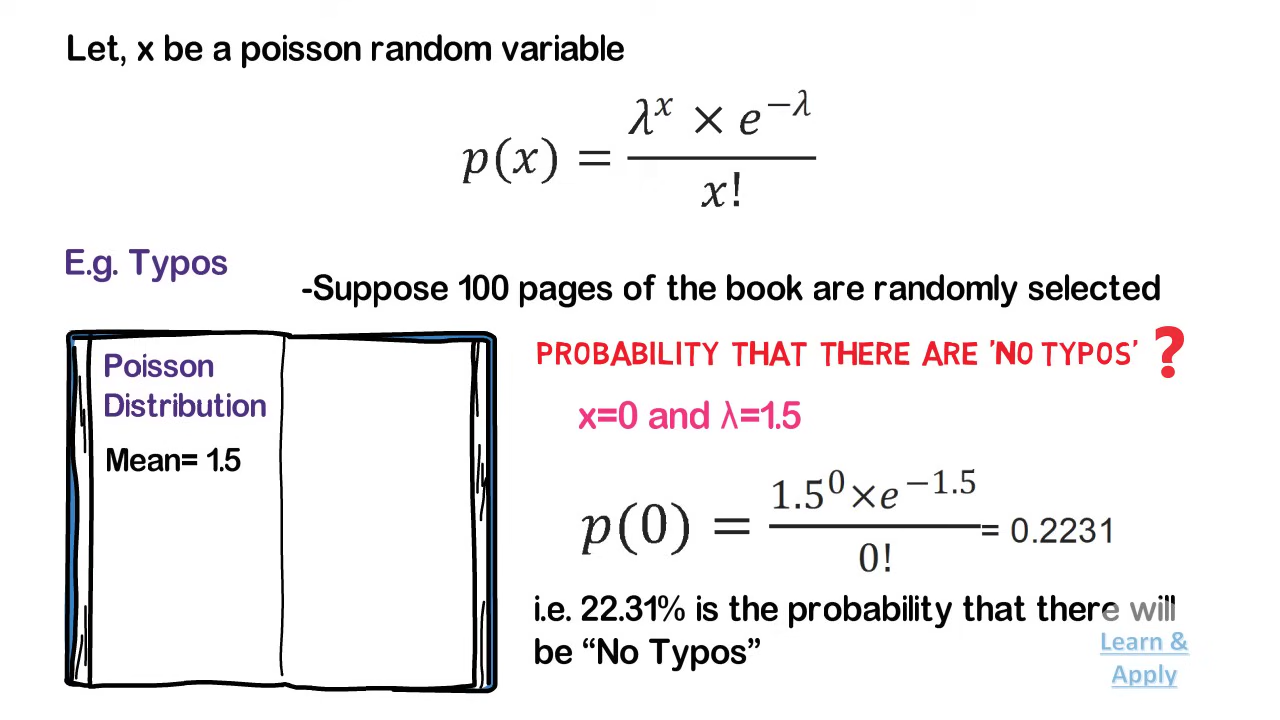 Let, x be a poisson random variable
p(x) = λ^x × e^−λ / x!
E.g. Typos
-Suppose 100 pages of the book are randomly selected
Poisson
Distribution
Mean= 1.5
PROBABILITY THAT THERE ARE 'NO TYPOS' ?
x=0 and λ=1.5
p(0) = 1.5^0 × e^−1.5 / 0! = 0.2231
i.e. 22.31% is the probability that there will
be “No Typos”
Learn &
Apply